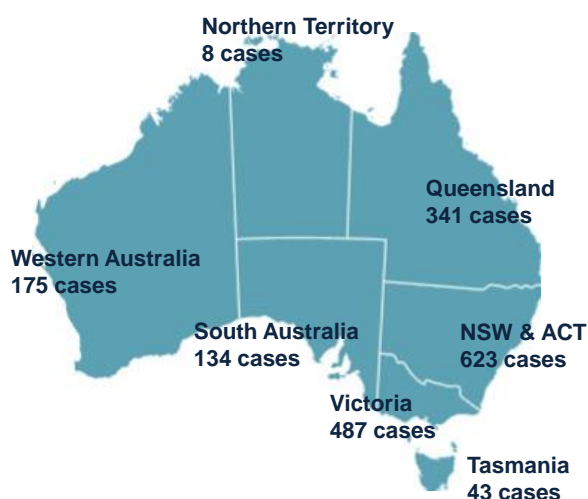 Northern Territory
8 cases
Queensland
341 cases
Western Australia
175 cases
South Australia
134 cases
NSW & ACT
623 cases
Victoria
487 cases
Tasmania
43 cases